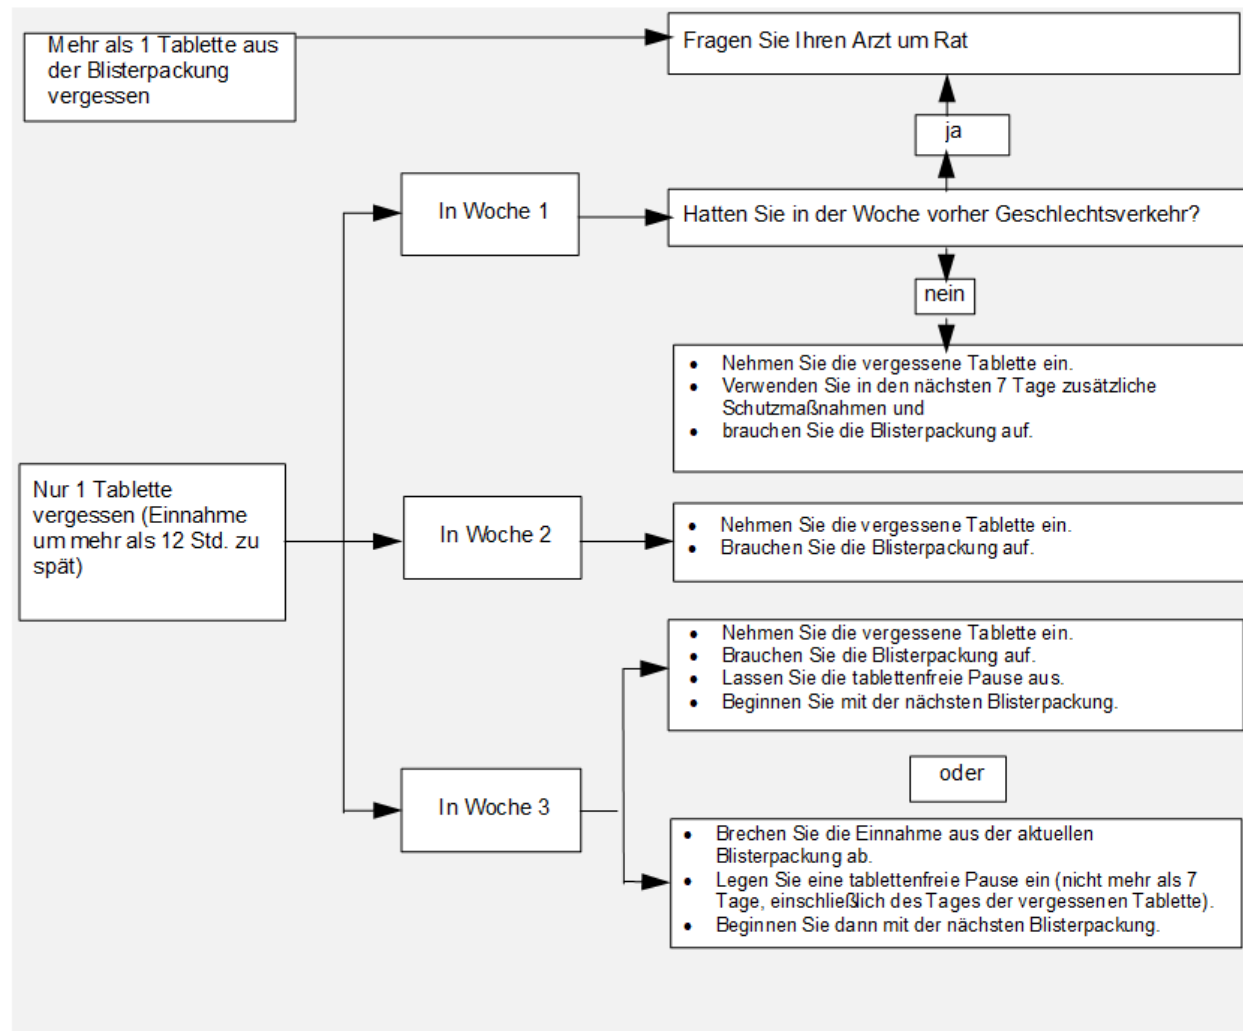 Mehr als 1 Tablette aus
der Blisterpackung
vergessen
Fragen Sie Ihren Arzt um Rat
ja
In Woche 1
Hatten Sie in der Woche vorher Geschlechtsverkehr?
nein
• Nehmen Sie die vergessene Tablette ein.
• Verwenden Sie in den nächsten 7 Tage zusätzliche
Schutzmaßnahmen und
• brauchen Sie die Blisterpackung auf.
Nur 1 Tablette
vergessen (Einnahme
um mehr als 12 Std. zu
spät)
In Woche 2
• Nehmen Sie die vergessene Tablette ein.
• Brauchen Sie die Blisterpackung auf.
• Nehmen Sie die vergessene Tablette ein.
• Brauchen Sie die Blisterpackung auf.
• Lassen Sie die tablettenfreie Pause aus.
• Beginnen Sie mit der nächsten Blisterpackung.
oder
In Woche 3
• Brechen Sie die Einnahme aus der aktuellen
Blisterpackung ab.
• Legen Sie eine tablettenfreie Pause ein (nicht mehr als 7
Tage, einschließlich des Tages der vergessenen Tablette).
• Beginnen Sie dann mit der nächsten Blisterpackung.